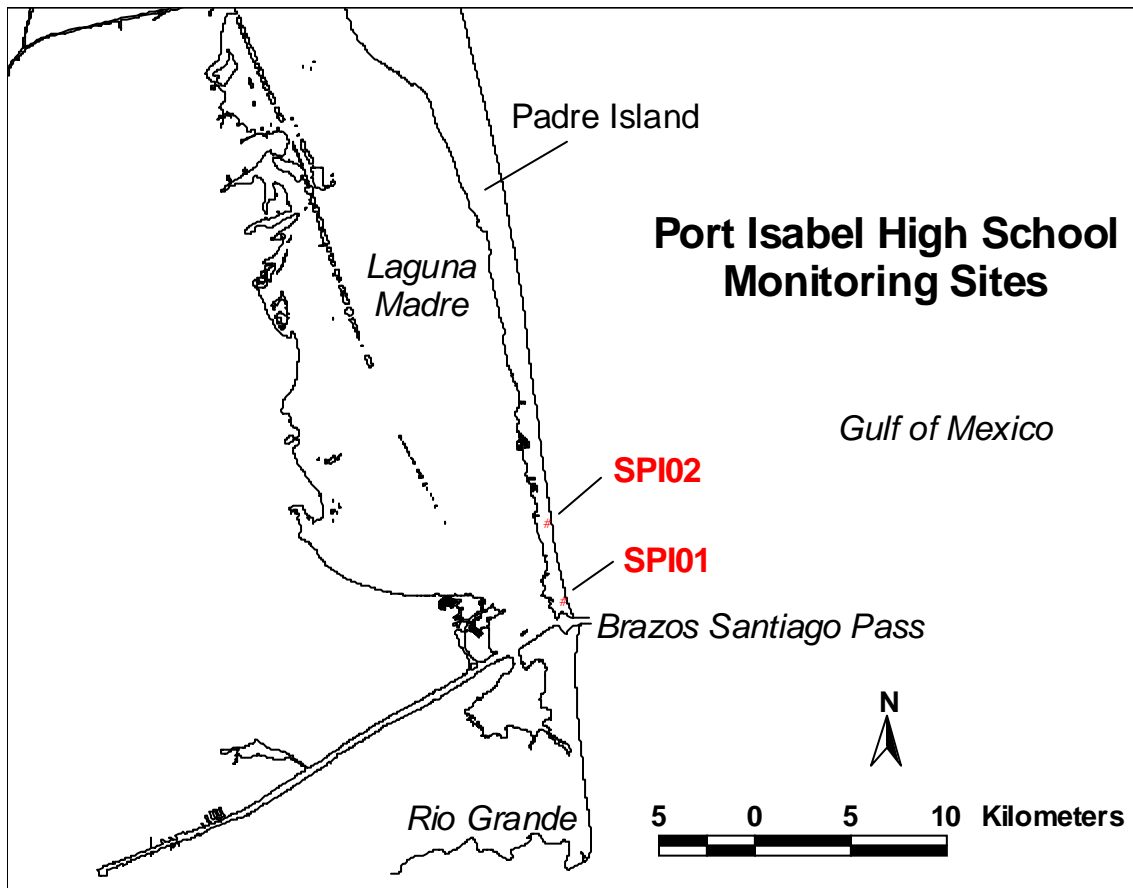 Padre Island
Port Isabel High School
Monitoring Sites
Laguna
Madre
Gulf of Mexico
SPI02
SPI01
Brazos Santiago Pass
N
Rio Grande
5 0 5 10 Kilometers